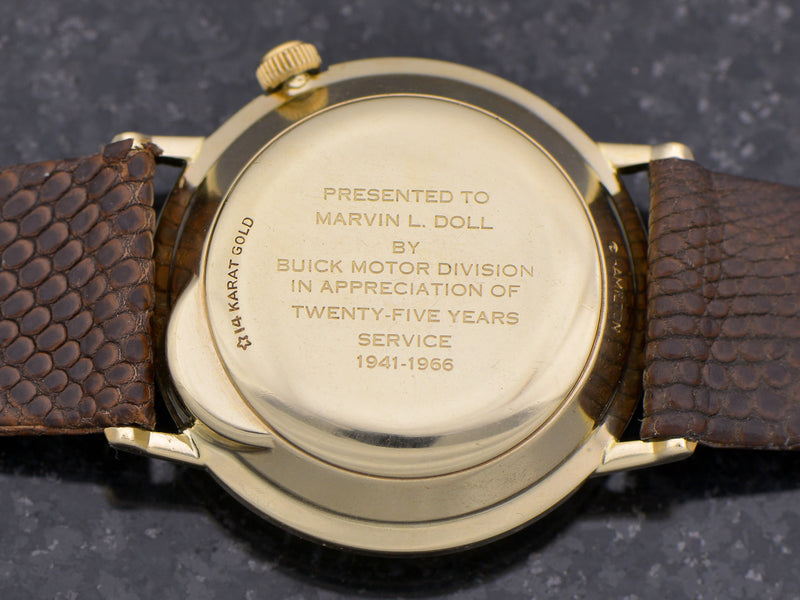 PRESENTED TO
MARVIN L. DOLL
BY
BUICK MOTOR DIVISION
IN APPRECIATION OF
TWENTY-FIVE YEARS
SERVICE
1941-1966
14 KARAT GOLD